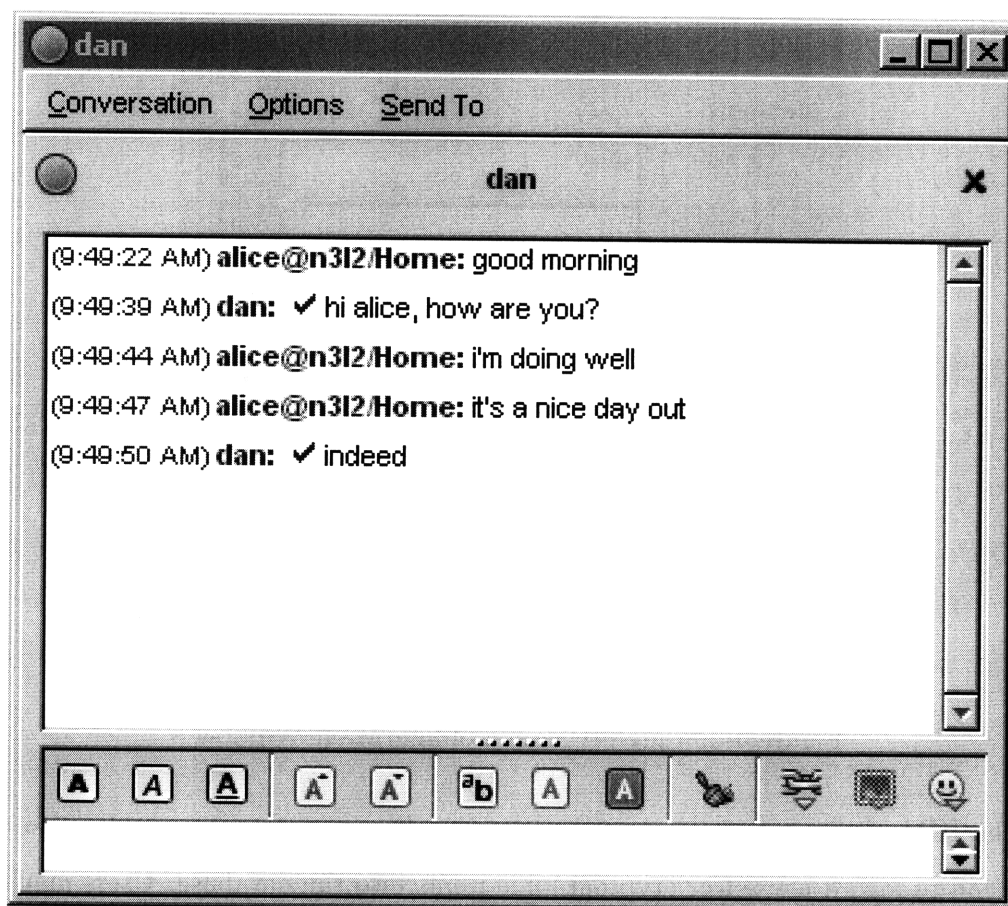 dan
Conversation Options Send To
dan
(9:49:22 AM) alice@n3l2/Home: good morning
(9:49:39 AM) dan: ✔ hi alice, how are you?
(9:49:44 AM) alice@n3l2/Home: i'm doing well
(9:49:47 AM) alice@n3l2/Home: it's a nice day out
(9:49:50 AM) dan: ✔ indeed
A A A A A ab A A